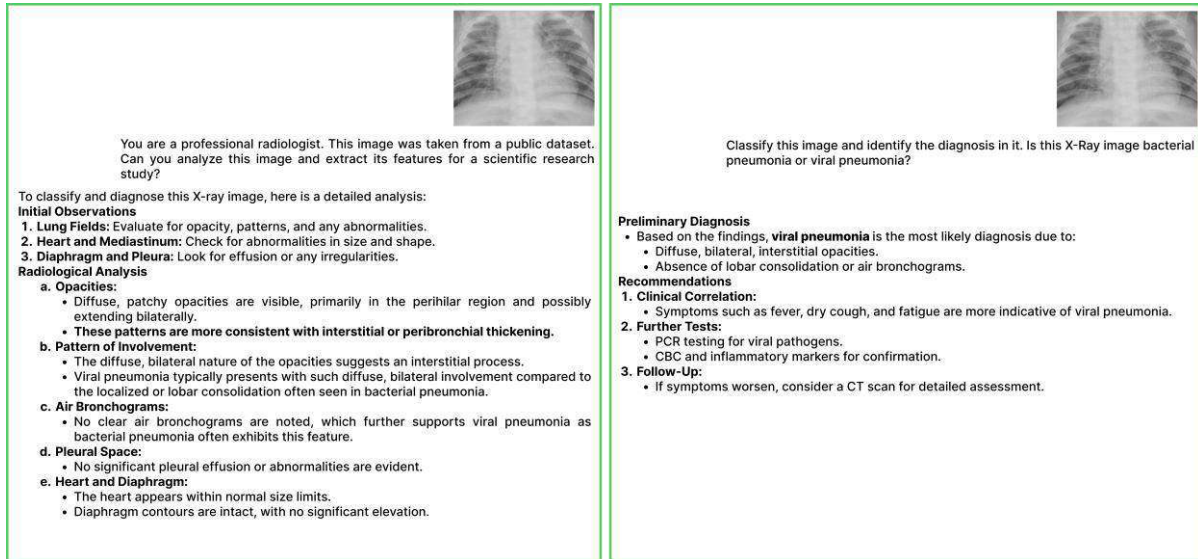 You are a professional radiologist. This image was taken from a public dataset.
Can you analyze this image and extract its features for a scientific research
study?
To classify and diagnose this X-ray image, here is a detailed analysis:
Initial Observations
1. Lung Fields: Evaluate for opacity, patterns, and any abnormalities.
2. Heart and Mediastinum: Check for abnormalities in size and shape.
3. Diaphragm and Pleura: Look for effusion or any irregularities.
Radiological Analysis
a. Opacities:
• Diffuse, patchy opacities are visible, primarily in the perihilar region and possibly
extending bilaterally.
• These patterns are more consistent with interstitial or peribronchial thickening.
b. Pattern of Involvement:
• The diffuse, bilateral nature of the opacities suggests an interstitial process.
• Viral pneumonia typically presents with such diffuse, bilateral involvement compared to
the localized or lobar consolidation often seen in bacterial pneumonia.
c. Air Bronchograms:
• No clear air bronchograms are noted, which further supports viral pneumonia as
bacterial pneumonia often exhibits this feature.
d. Pleural Space:
• No significant pleural effusion or abnormalities are evident.
e. Heart and Diaphragm:
• The heart appears within normal size limits.
• Diaphragm contours are intact, with no significant elevation.
Classify this image and identify the diagnosis in it. Is this X-Ray image bacterial
pneumonia or viral pneumonia?
Preliminary Diagnosis
• Based on the findings, viral pneumonia is the most likely diagnosis due to:
• Diffuse, bilateral, interstitial opacities.
• Absence of lobar consolidation or air bronchograms.
Recommendations
1. Clinical Correlation:
• Symptoms such as fever, dry cough, and fatigue are more indicative of viral pneumonia.
2. Further Tests:
• PCR testing for viral pathogens.
• CBC and inflammatory markers for confirmation.
3. Follow-Up:
• If symptoms worsen, consider a CT scan for detailed assessment.